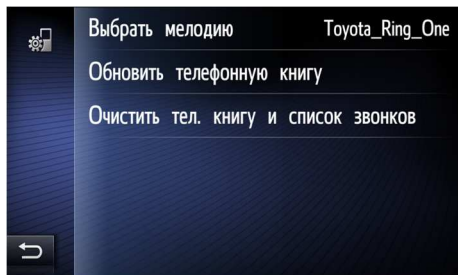 Выбрать мелодию Toyota_Ring_One
Обновить телефонную книгу
Очистить тел. книгу и список звонков